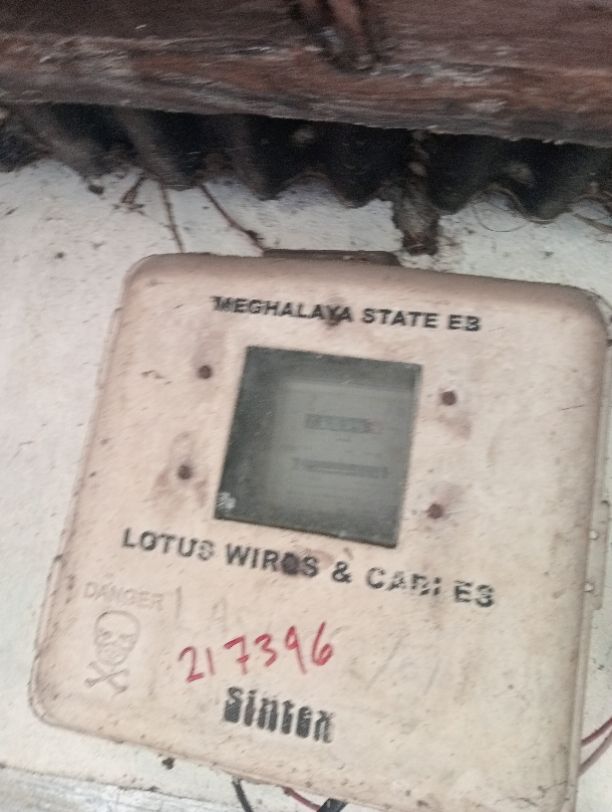 MEGHALAYA STATE EB
LOTUS WIRES & CABLES
DANGER
217396
Sintex